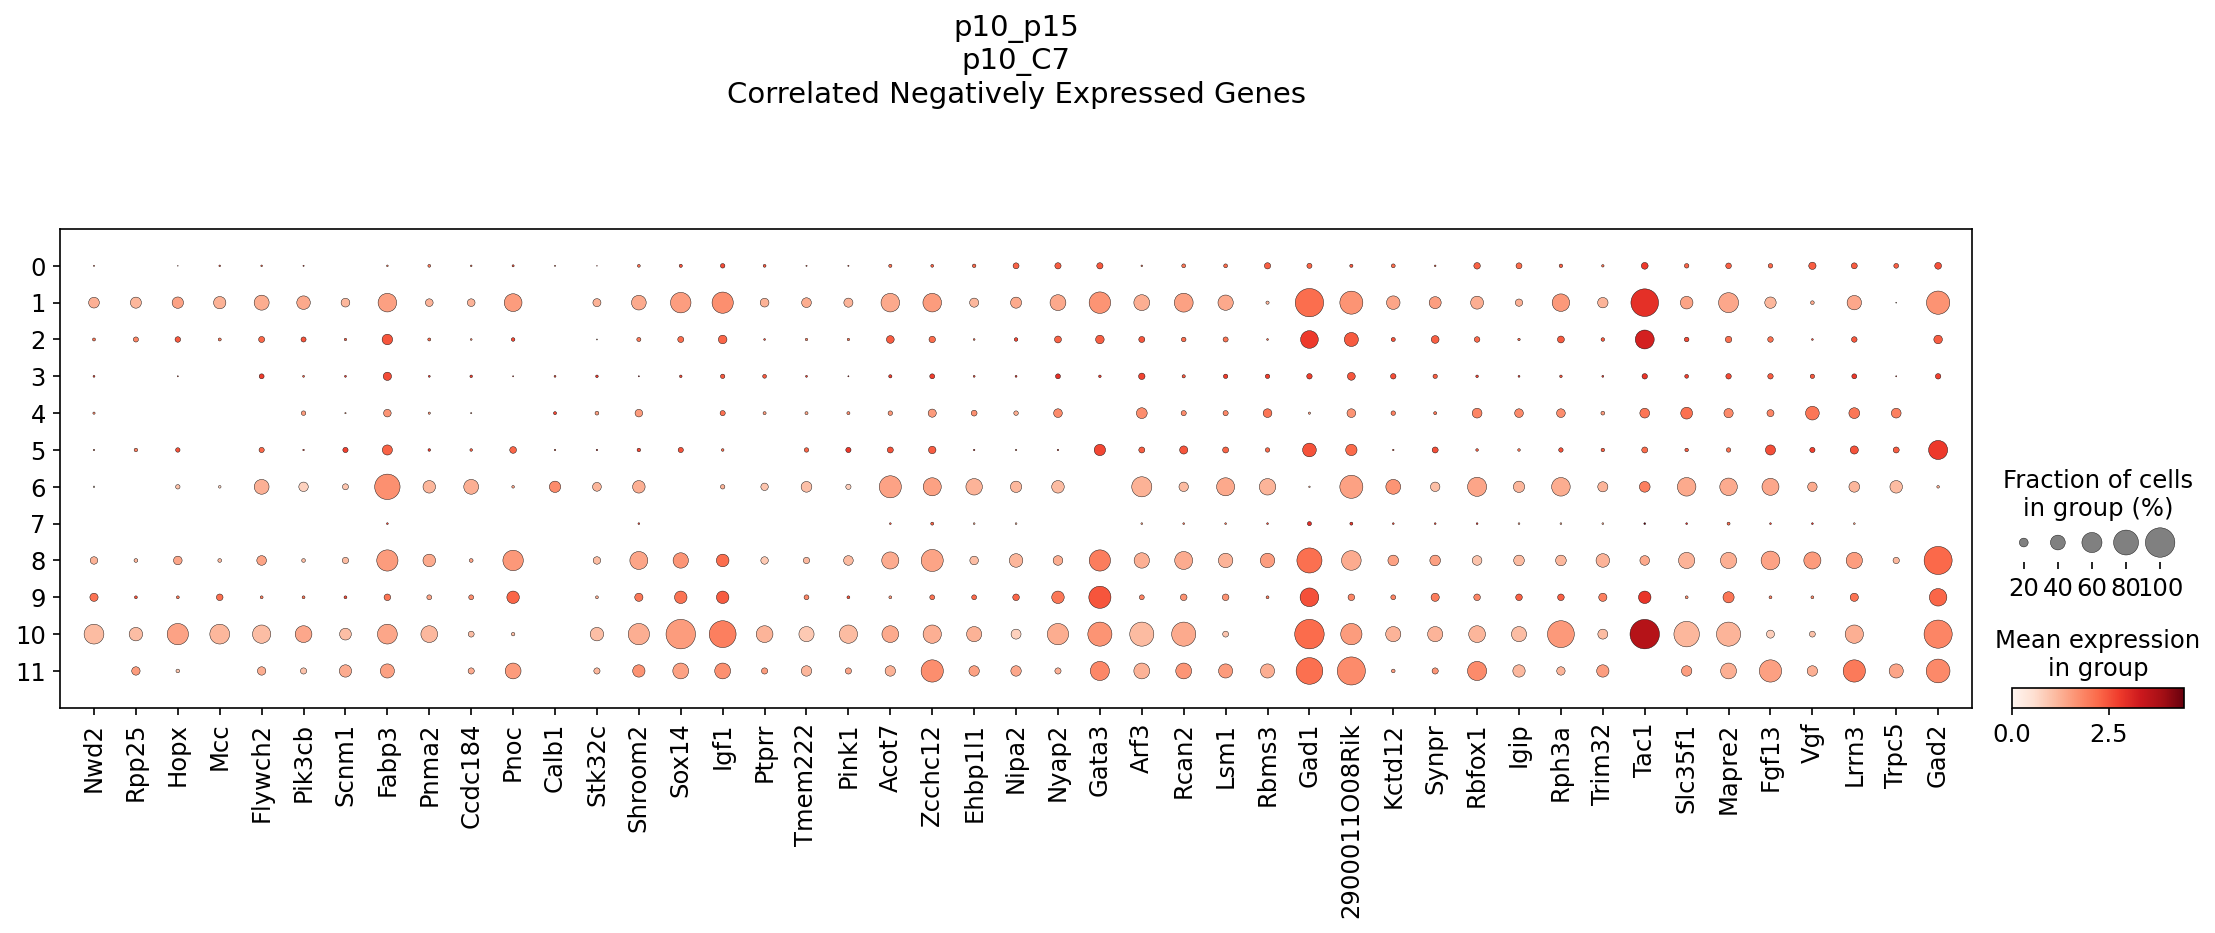 p10_p15
p10_C7
Correlated Negatively Expressed Genes
0
1
2
3
4
5
6
7
8
9
10
11
Nwd2
Rpp25
Hopx
Mcc
Flywch2
Pik3cb
Scnm1
Fabp3
Pnma2
Ccdc184
Pnoc
Calb1
Stk32c
Shroom2
Sox14
Igf1
Ptprr
Tmem222
Pink1
Acot7
Zcchc12
Ehbp1l1
Nipa2
Nyap2
Gata3
Arf3
Rcan2
Lsm1
Rbms3
Gad1
2900011O08Rik
Kctd12
Synpr
Rbfox1
Igip
Rph3a
Trim32
Tac1
Slc35f1
Mapre2
Fgf13
Vgf
Lrrn3
Trpc5
Gad2
Fraction of cells
in group (%)
20 40 60 80 100
Mean expression
in group
0.0 2.5